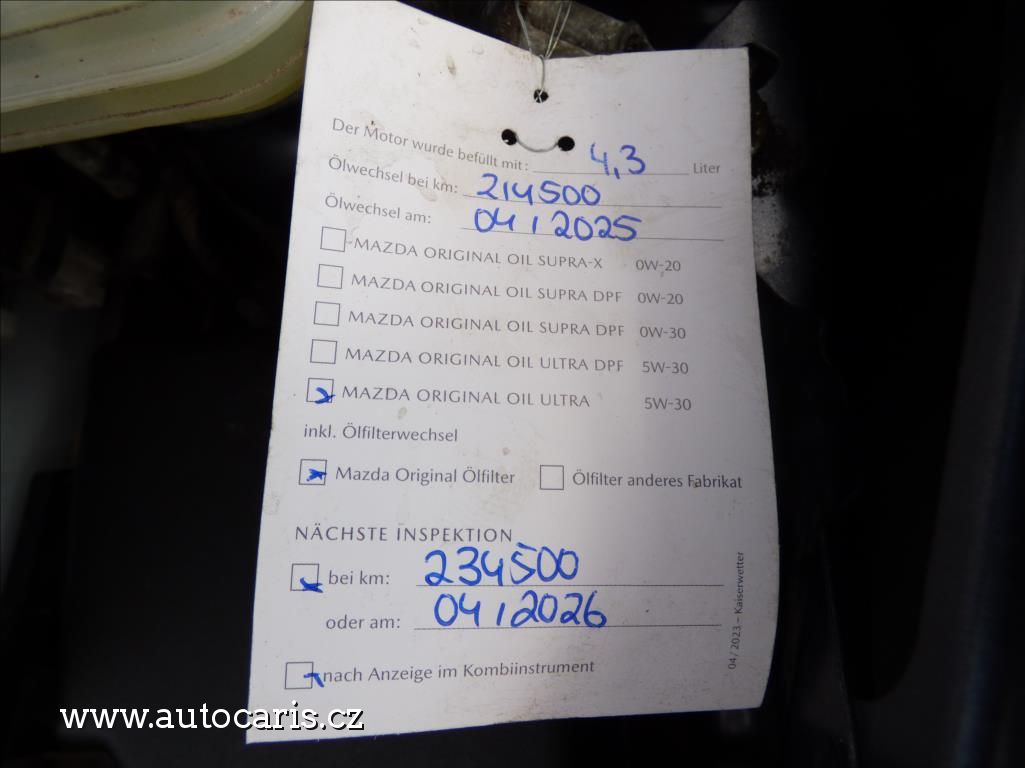 Der Motor wurde befüllt mit: 4,3 Liter
Ölwechsel bei km: 214500
Ölwechsel am: 04/2025
MAZDA ORIGINAL OIL SUPRA-X 0W-20
MAZDA ORIGINAL OIL SUPRA DPF 0W-20
MAZDA ORIGINAL OIL SUPRA DPF 0W-30
MAZDA ORIGINAL OIL ULTRA DPF 5W-30
MAZDA ORIGINAL OIL ULTRA 5W-30
inkl. Ölfilterwechsel
Mazda Original Ölfilter Ölfilter anderes Fabrikat
NÄCHSTE INSPEKTION
bei km: 234500
oder am: 04/2026
nach Anzeige im Kombiinstrument
04/2023 – Kaiserwetter
www.autocaris.cz